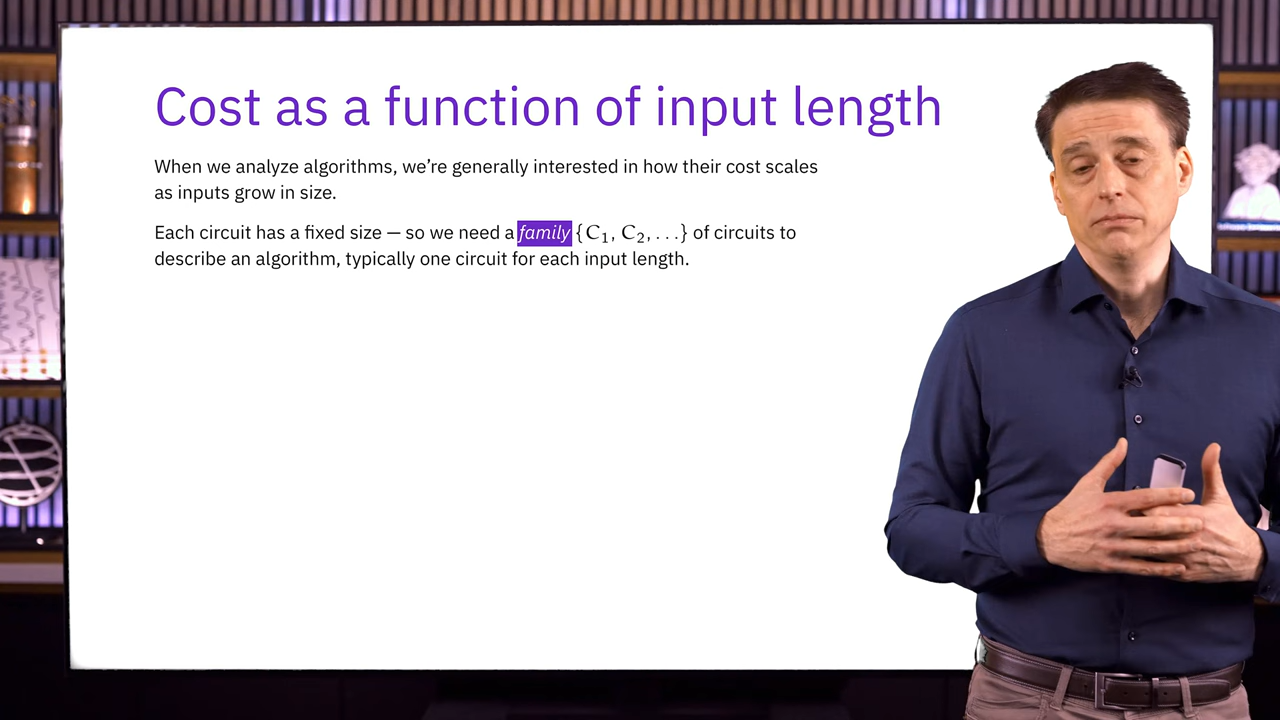 Cost as a function of input length
When we analyze algorithms, we’re generally interested in how their cost scales
as inputs grow in size.
Each circuit has a fixed size — so we need a family {C₁, C₂, . . .} of circuits to
describe an algorithm, typically one circuit for each input length.